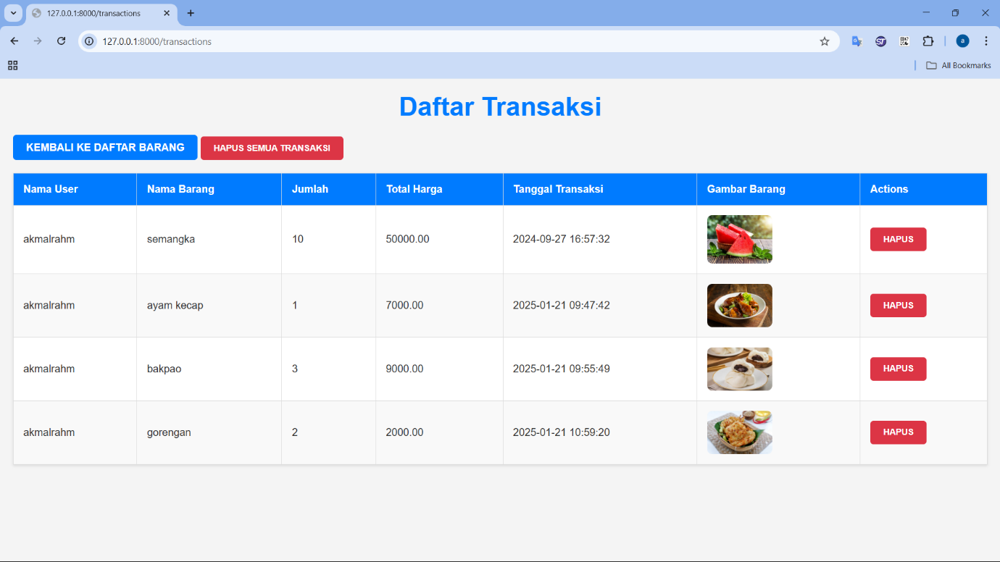 127.0.0.1:8000/transactions
127.0.0.1:8000/transactions
a
All Bookmarks
Daftar Transaksi
KEMBALI KE DAFTAR BARANG HAPUS SEMUA TRANSAKSI
Nama User Nama Barang Jumlah Total Harga Tanggal Transaksi Gambar Barang Actions
akmalrahm semangka 10 50000.00 2024-09-27 16:57:32 HAPUS
akmalrahm ayam kecap 1 7000.00 2025-01-21 09:47:42 HAPUS
akmalrahm bakpao 3 9000.00 2025-01-21 09:55:49 HAPUS
akmalrahm gorengan 2 2000.00 2025-01-21 10:59:20 HAPUS